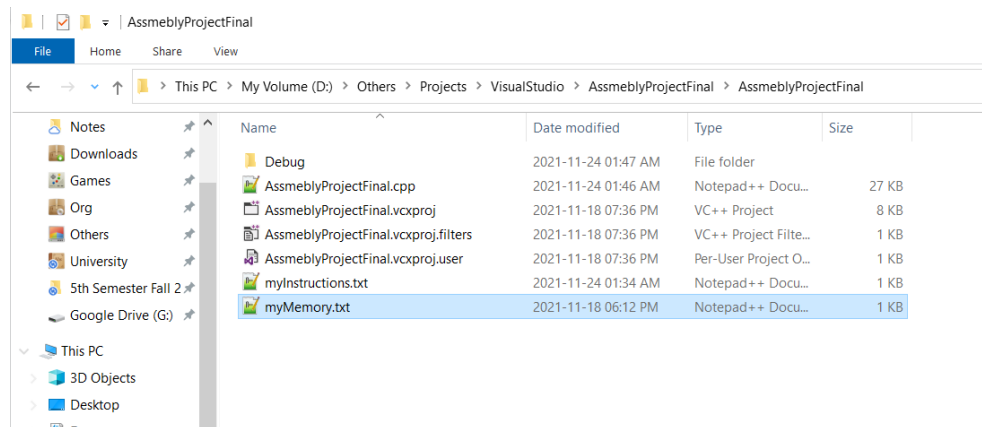 AssmeblyProjectFinal
File Home Share View
This PC > My Volume (D:) > Others > Projects > VisualStudio > AssmeblyProjectFinal > AssmeblyProjectFinal
Notes
Downloads
Games
Org
Others
University
5th Semester Fall 2
Google Drive (G:)
This PC
3D Objects
Desktop
Name Date modified Type Size
Debug 2021-11-24 01:47 AM File folder
AssmeblyProjectFinal.cpp 2021-11-24 01:46 AM Notepad++ Docu... 27 KB
AssmeblyProjectFinal.vcxproj 2021-11-18 07:36 PM VC++ Project 8 KB
AssmeblyProjectFinal.vcxproj.filters 2021-11-18 07:36 PM VC++ Project Filte... 1 KB
AssmeblyProjectFinal.vcxproj.user 2021-11-18 07:36 PM Per-User Project O... 1 KB
myInstructions.txt 2021-11-24 01:34 AM Notepad++ Docu... 1 KB
myMemory.txt 2021-11-18 06:12 PM Notepad++ Docu... 1 KB